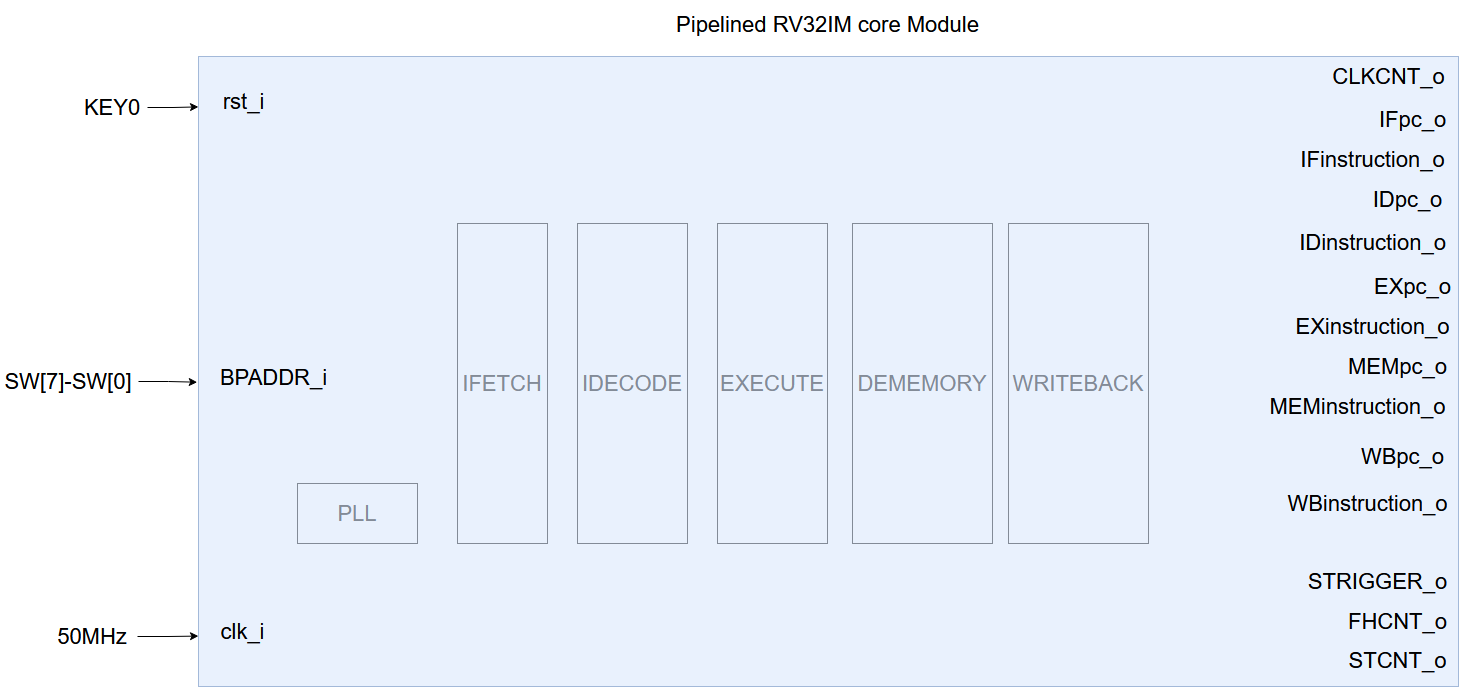 Pipelined RV32IM core Module
KEY0
rst_i
SW[7]-SW[0]
BPADDR_i
50MHz
clk_i
PLL
IFETCH
IDECODE
EXECUTE
DEMEMORY
WRITEBACK
CLKCNT_o
IFpc_o
IFinstruction_o
IDpc_o
IDinstruction_o
EXpc_o
EXinstruction_o
MEMpc_o
MEMinstruction_o
WBpc_o
WBinstruction_o
STRIGGER_o
FHCNT_o
STCNT_o